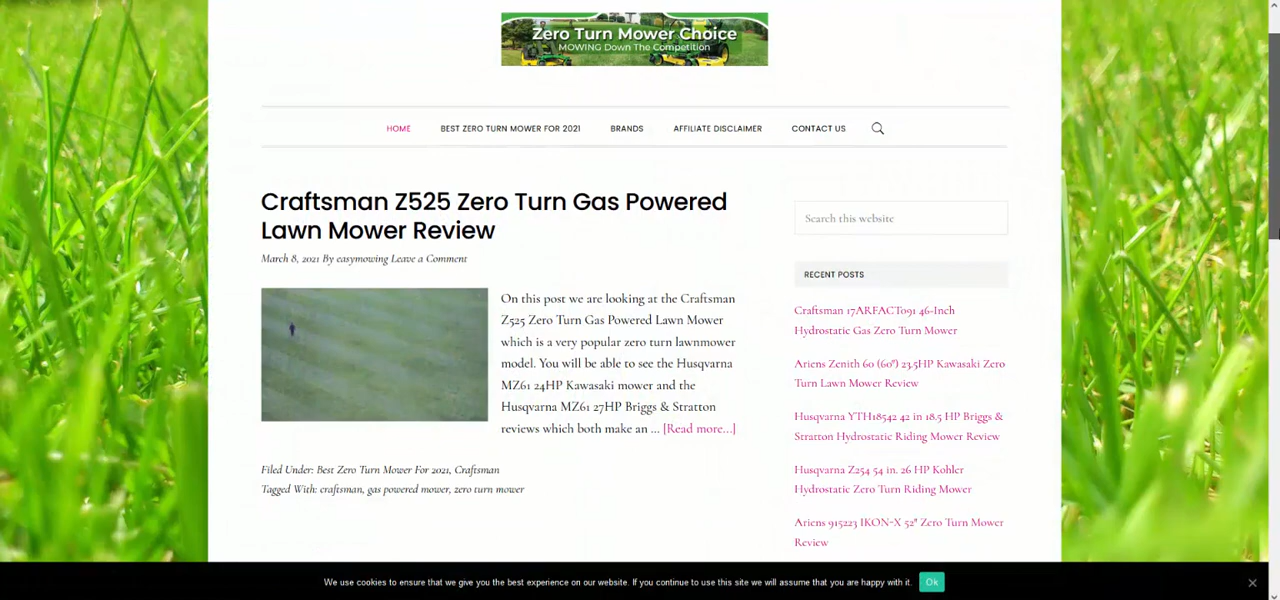 Zero Turn Mower Choice
MOWING Down The Competition
HOME BEST ZERO TURN MOWER FOR 2021 BRANDS AFFILIATE DISCLAIMER CONTACT US
Craftsman Z525 Zero Turn Gas Powered
Lawn Mower Review
March 8, 2021 By easymowing Leave a Comment
On this post we are looking at the Craftsman
Z525 Zero Turn Gas Powered Lawn Mower
which is a very popular zero turn lawnmower
model. You will be able to see the Husqvarna
MZ61 24HP Kawasaki mower and the
Husqvarna MZ61 27HP Briggs & Stratton
reviews which both make an ... [Read more...]
Filed Under: Best Zero Turn Mower For 2021, Craftsman
Tagged With: craftsman, gas powered mower, zero turn mower
Search this website
RECENT POSTS
Craftsman 17ARFACT091 46-Inch
Hydrostatic Gas Zero Turn Mower
Ariens Zenith 60 (60") 23.5HP Kawasaki Zero
Turn Lawn Mower Review
Husqvarna YTH18542 42 in 18.5 HP Briggs &
Stratton Hydrostatic Riding Mower Review
Husqvarna Z254 54 in. 26 HP Kohler
Hydrostatic Zero Turn Riding Mower
Ariens 915223 IKON-X 52" Zero Turn Mower
Review
We use cookies to ensure that we give you the best experience on our website. If you continue to use this site we will assume that you are happy with it. Ok